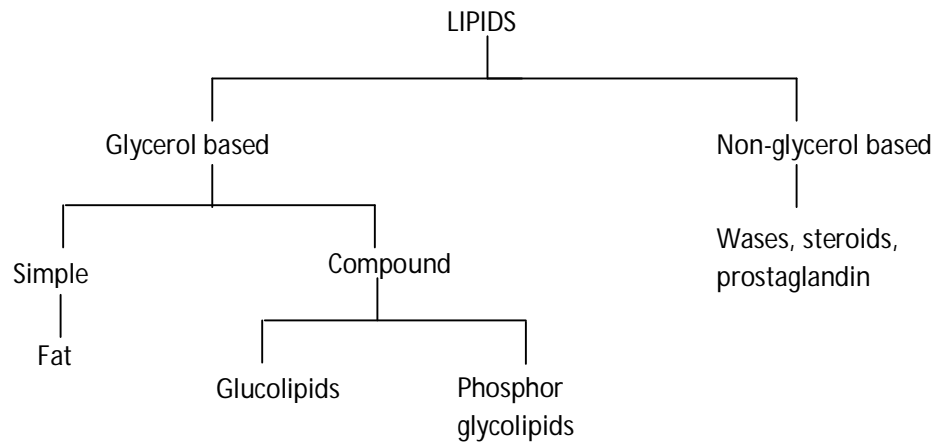 LIPIDS
Glycerol based
Non-glycerol based
Simple
Compound
Wases, steroids,
prostaglandin
Fat
Glucolipids
Phosphor
glycolipids